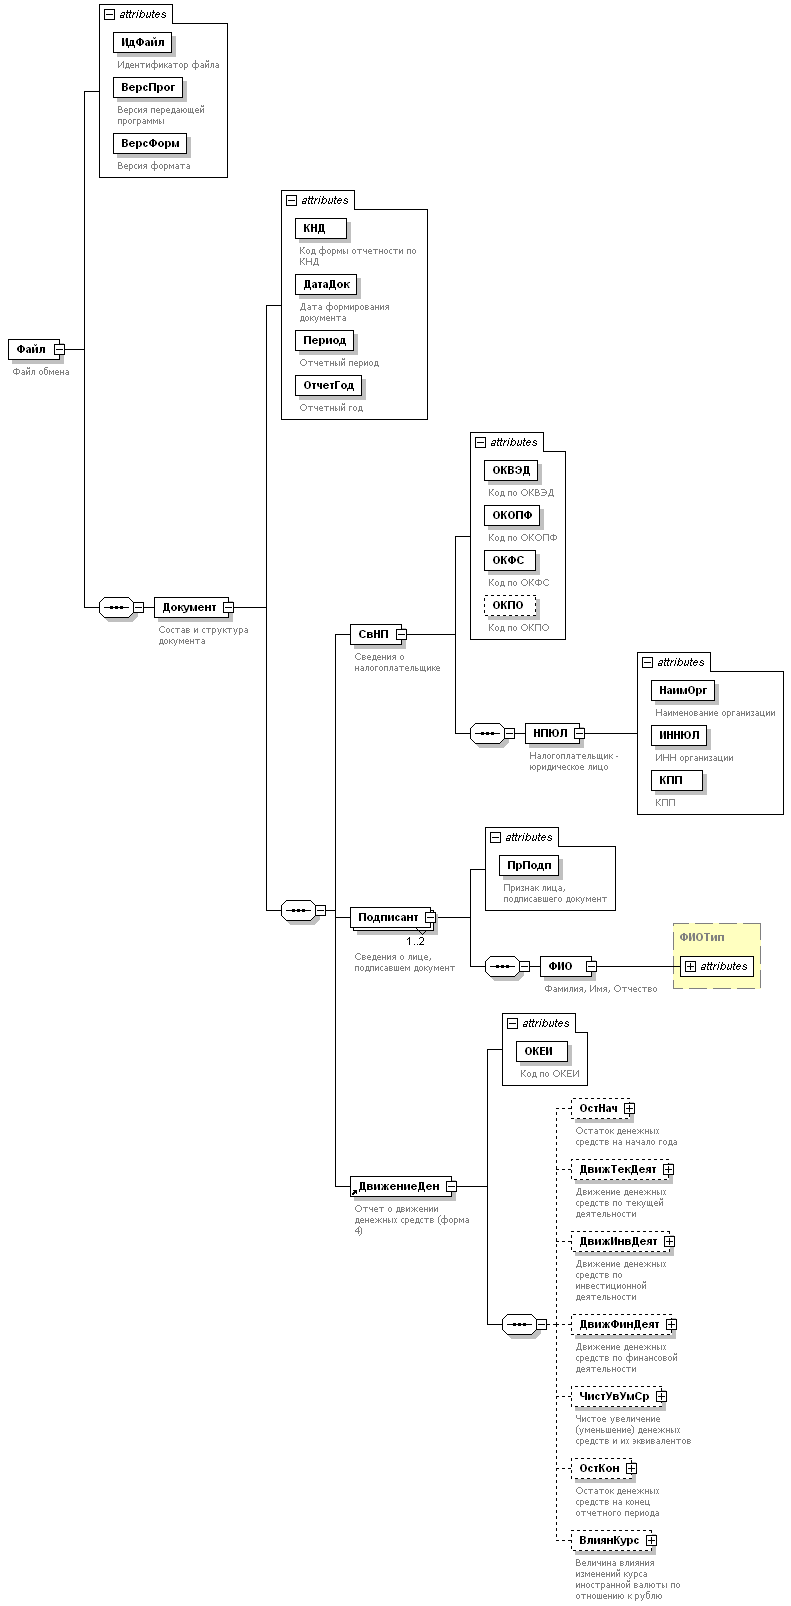 attributes
ИдФайл
Идентификатор файла
ВерсПрог
Версия передающей
программы
ВерсФорм
Версия формата
attributes
КНД
Код формы отчетности по
КНД
ДатаДок
Дата формирования
документа
Период
Отчетный период
ОтчетГод
Отчетный год
Файл
Файл обмена
Документ
Состав и структура
документа
attributes
ОКВЭД
Код по ОКВЭД
ОКОПФ
Код по ОКОПФ
ОКФС
Код по ОКФС
ОКПО
Код по ОКПО
СвНП
Сведения о
налогоплательщике
attributes
НаимОрг
Наименование организации
ИННЮЛ
ИНН организации
КПП
КПП
НПЮЛ
Налогоплательщик -
юридическое лицо
attributes
ПрПодп
Признак лица,
подписавшего документ
Подписант
1..2
Сведения о лице,
подписавшем документ
ФИО
Фамилия, Имя, Отчество
ФИОТип
attributes
attributes
ОКЕИ
Код по ОКЕИ
ДвижениеДен
Отчет о движении
денежных средств (форма
4)
ОстНач
Остаток денежных
средств на начало года
ДвижТекДеят
Движение денежных
средств по текущей
деятельности
ДвижИнвДеят
Движение денежных
средств по
инвестиционной
деятельности
ДвижФинДеят
Движение денежных
средств по финансовой
деятельности
ЧистУвУмСр
Чистое увеличение
(уменьшение) денежных
средств и их эквивалентов
ОстКон
Остаток денежных
средств на конец
отчетного периода
ВлиянКурс
Величина влияния
изменений курса
иностранной валюты по
отношению к рублю